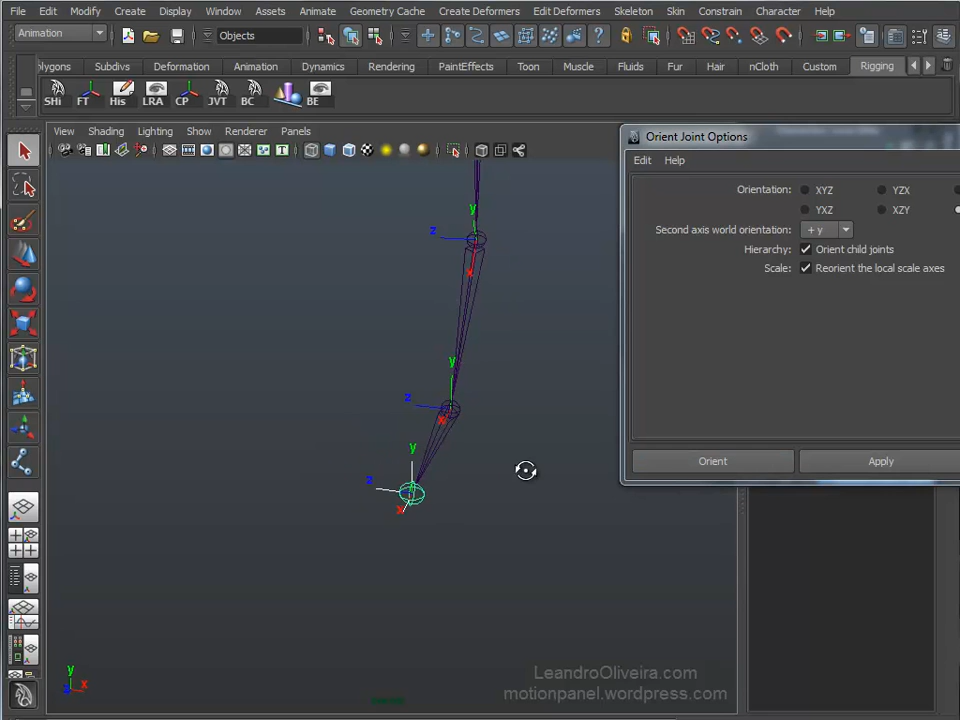 File Edit Modify Create Display Window Assets Animate Geometry Cache Create Deformers Edit Deformers Skeleton Skin Constrain Character Help
Animation Objects
olygons Subdivs Deformation Animation Dynamics Rendering PaintEffects Toon Muscle Fluids Fur Hair nCloth Custom Rigging
SHi FT His LRA CP JVT BC BE
View Shading Lighting Show Renderer Panels
Orient Joint Options
Edit Help
Orientation: XYZ YZX
YXZ XZY
Second axis world orientation: + y
Hierarchy: Orient child joints
Scale: Reorient the local scale axes
Orient Apply
y
z
x
y
z
x
y
z
x
y
z x
LeandroOliveira.com
motionpanel.wordpress.com